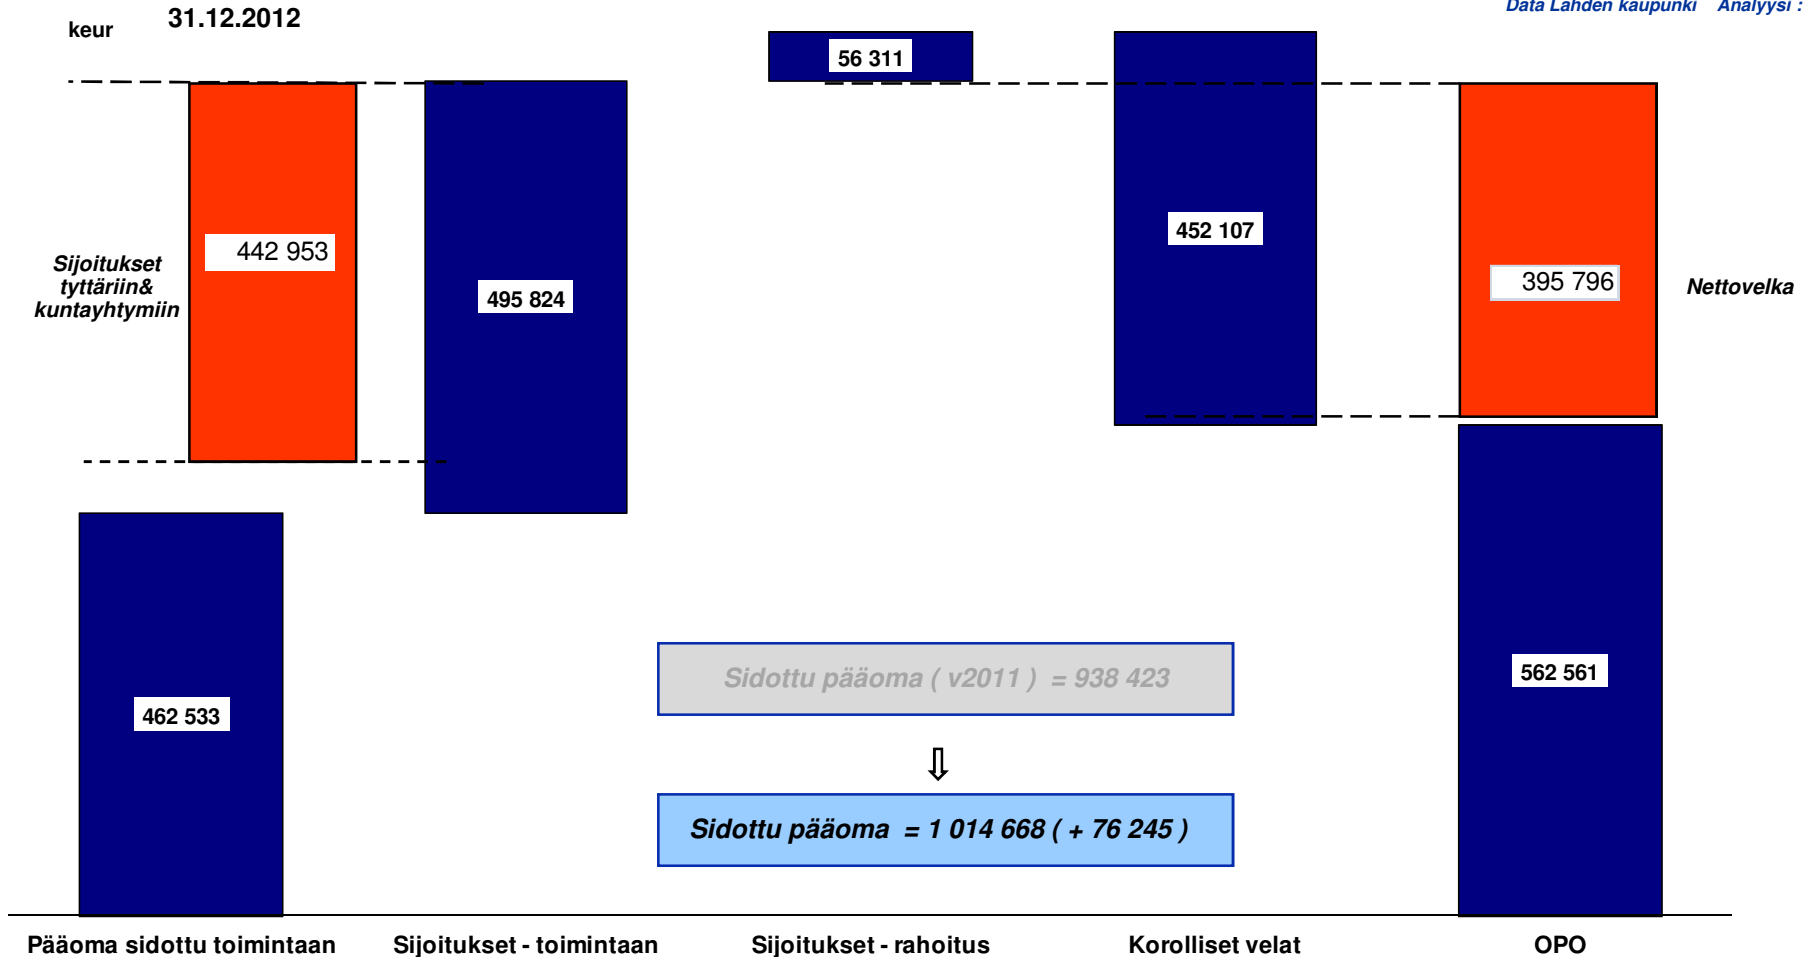 Data Lahden kaupunki Analyysi :
31.12.2012
keur
56 311
442 953
452 107
Sijoitukset
tyttäriin&
kuntayhtymiin
495 824
395 796
Nettovelka
Sidottu pääoma ( v2011 ) = 938 423
562 561
462 533
⇩
Sidottu pääoma = 1 014 668 ( + 76 245 )
Pääoma sidottu toimintaan
Sijoitukset - toimintaan
Sijoitukset - rahoitus
Korolliset velat
OPO